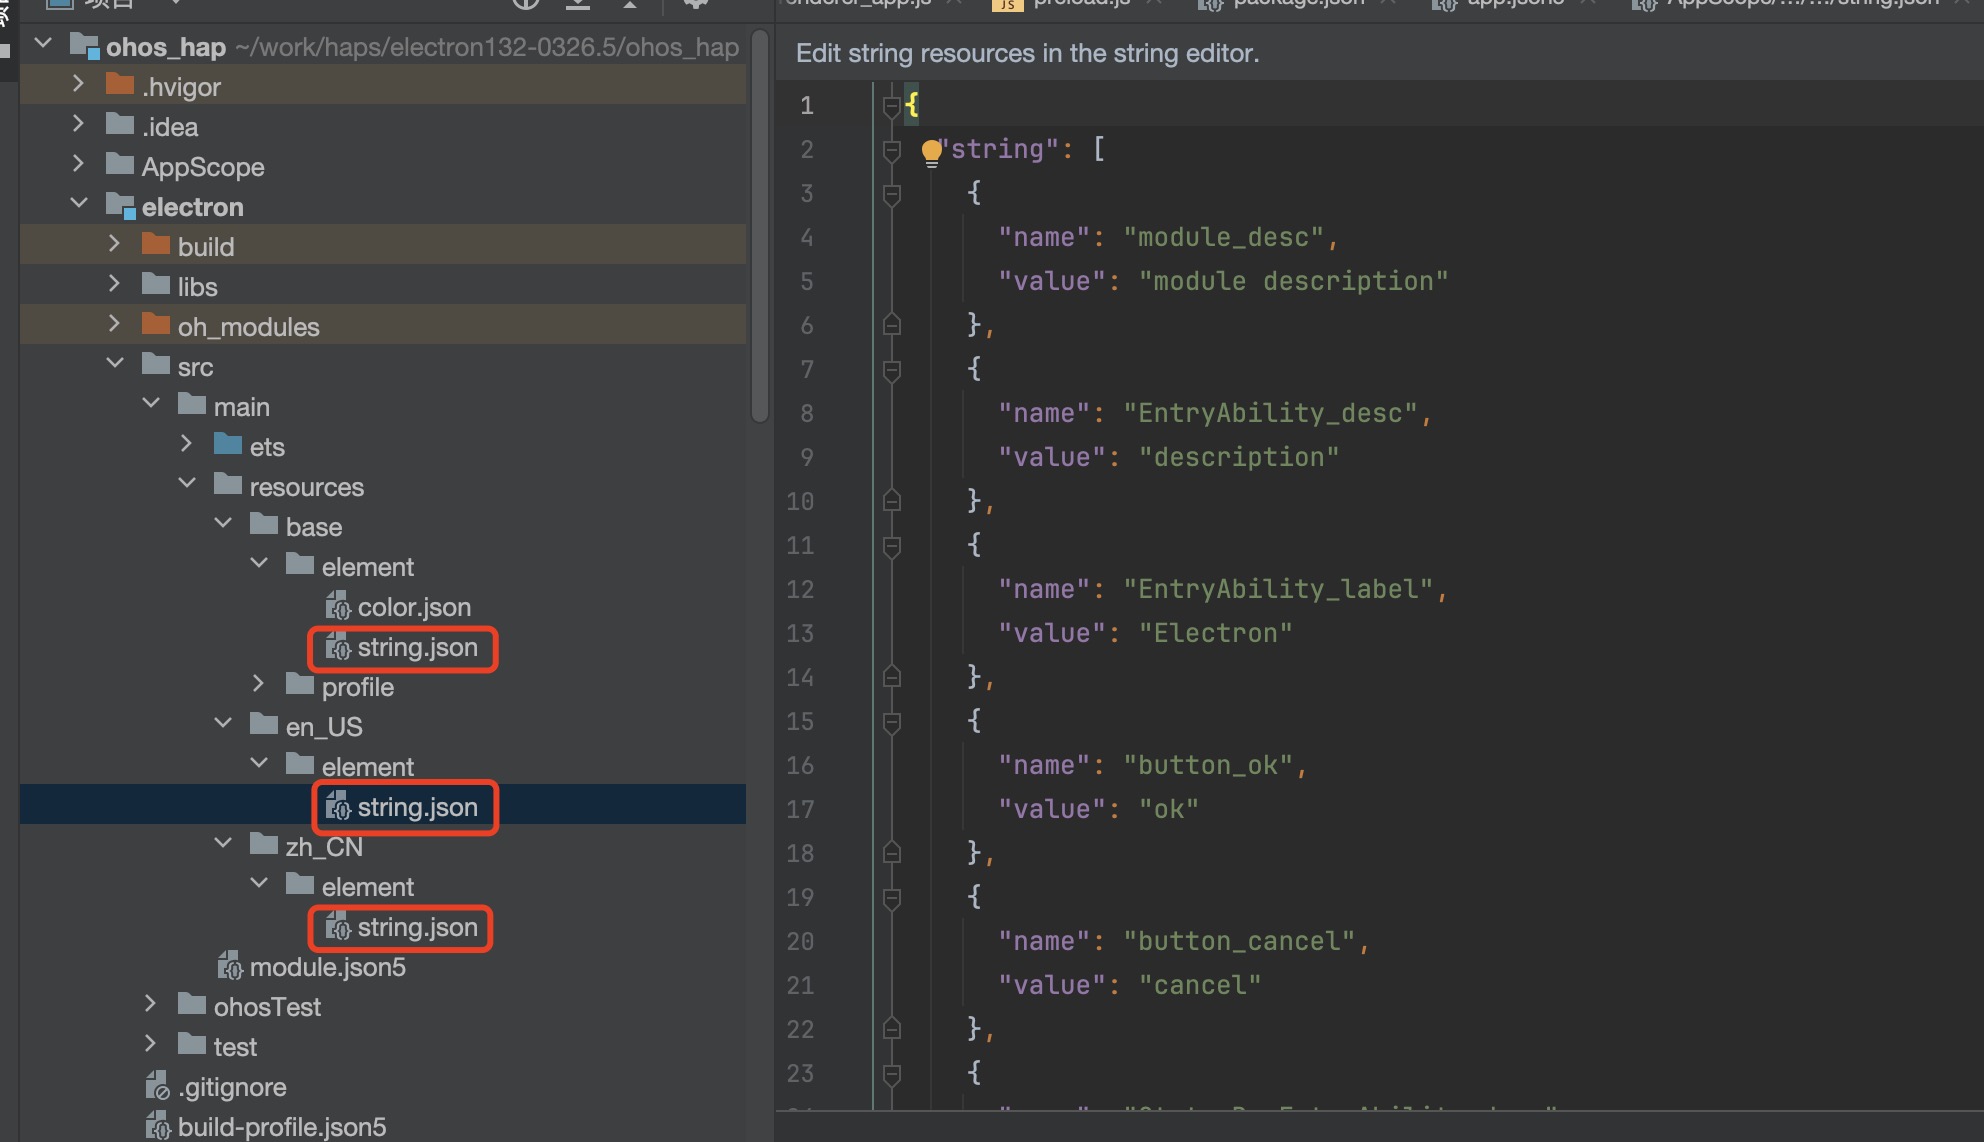 项目
ohos_hap ~/work/haps/electron132-0326.5/ohos_hap
.hvigor
.idea
AppScope
electron
build
libs
oh_modules
src
main
ets
resources
base
element
color.json
string.json
profile
en_US
element
string.json
zh_CN
element
string.json
module.json5
ohosTest
test
.gitignore
build-profile.json5
preload.js
package.json
app.json5
AppScope/.../.../string.json
Edit string resources in the string editor.
1 {
2 "string": [
3 {
4 "name": "module_desc",
5 "value": "module description"
6 },
7 {
8 "name": "EntryAbility_desc",
9 "value": "description"
10 },
11 {
12 "name": "EntryAbility_label",
13 "value": "Electron"
14 },
15 {
16 "name": "button_ok",
17 "value": "ok"
18 },
19 {
20 "name": "button_cancel",
21 "value": "cancel"
22 },
23 {